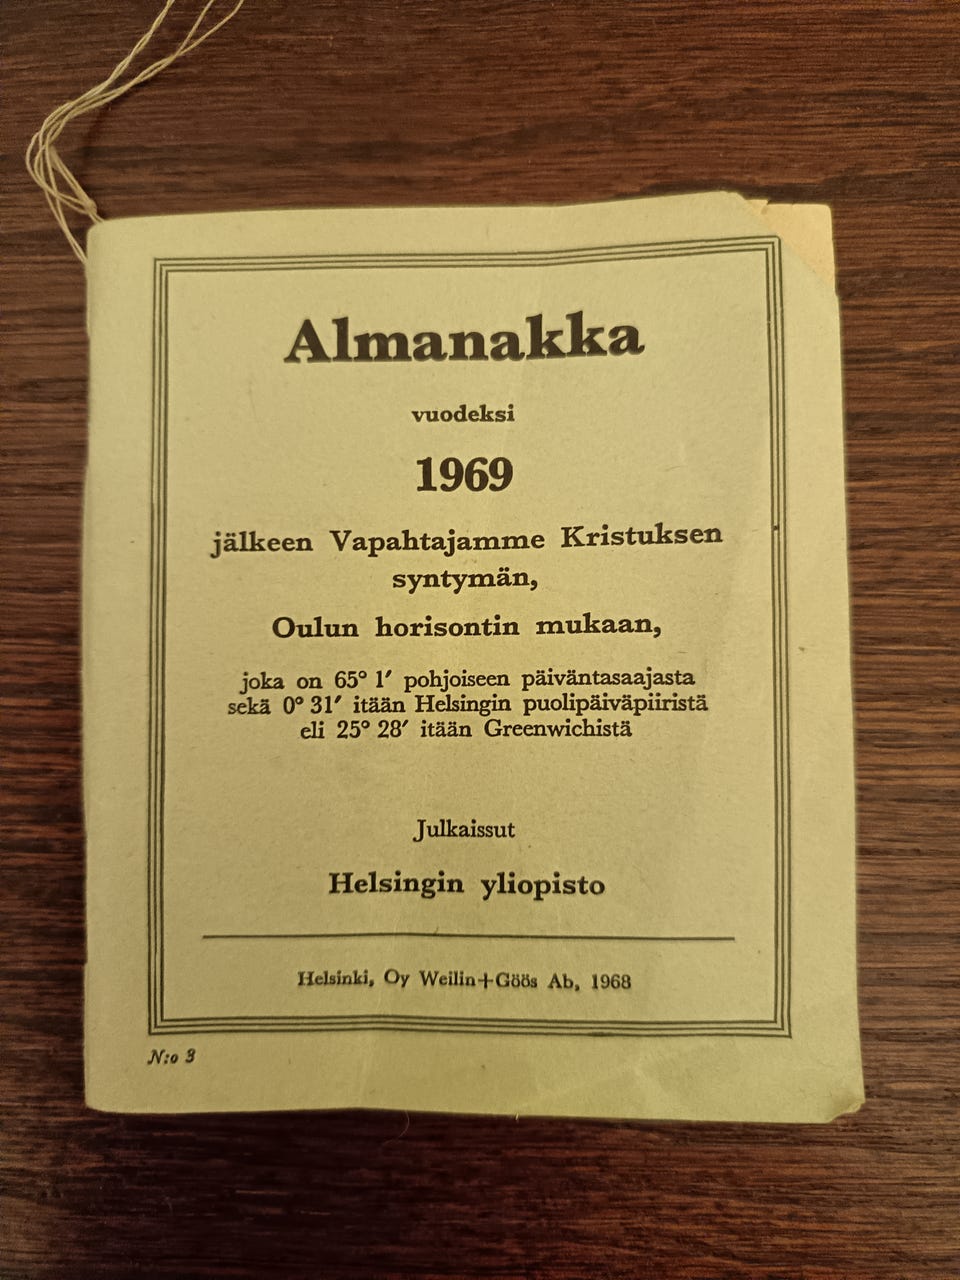 Almanakka
vuodeksi
1969
jälkeen Vapahtajamme Kristuksen
syntymän,
Oulun horisontin mukaan,
joka on 65° 1′ pohjoiseen päiväntasaajasta
sekä 0° 31′ itään Helsingin puolipäiväpiiristä
eli 25° 28′ itään Greenwichistä
Julkaissut
Helsingin yliopisto
Helsinki, Oy Weilin+Göös Ab, 1968
N:o 3